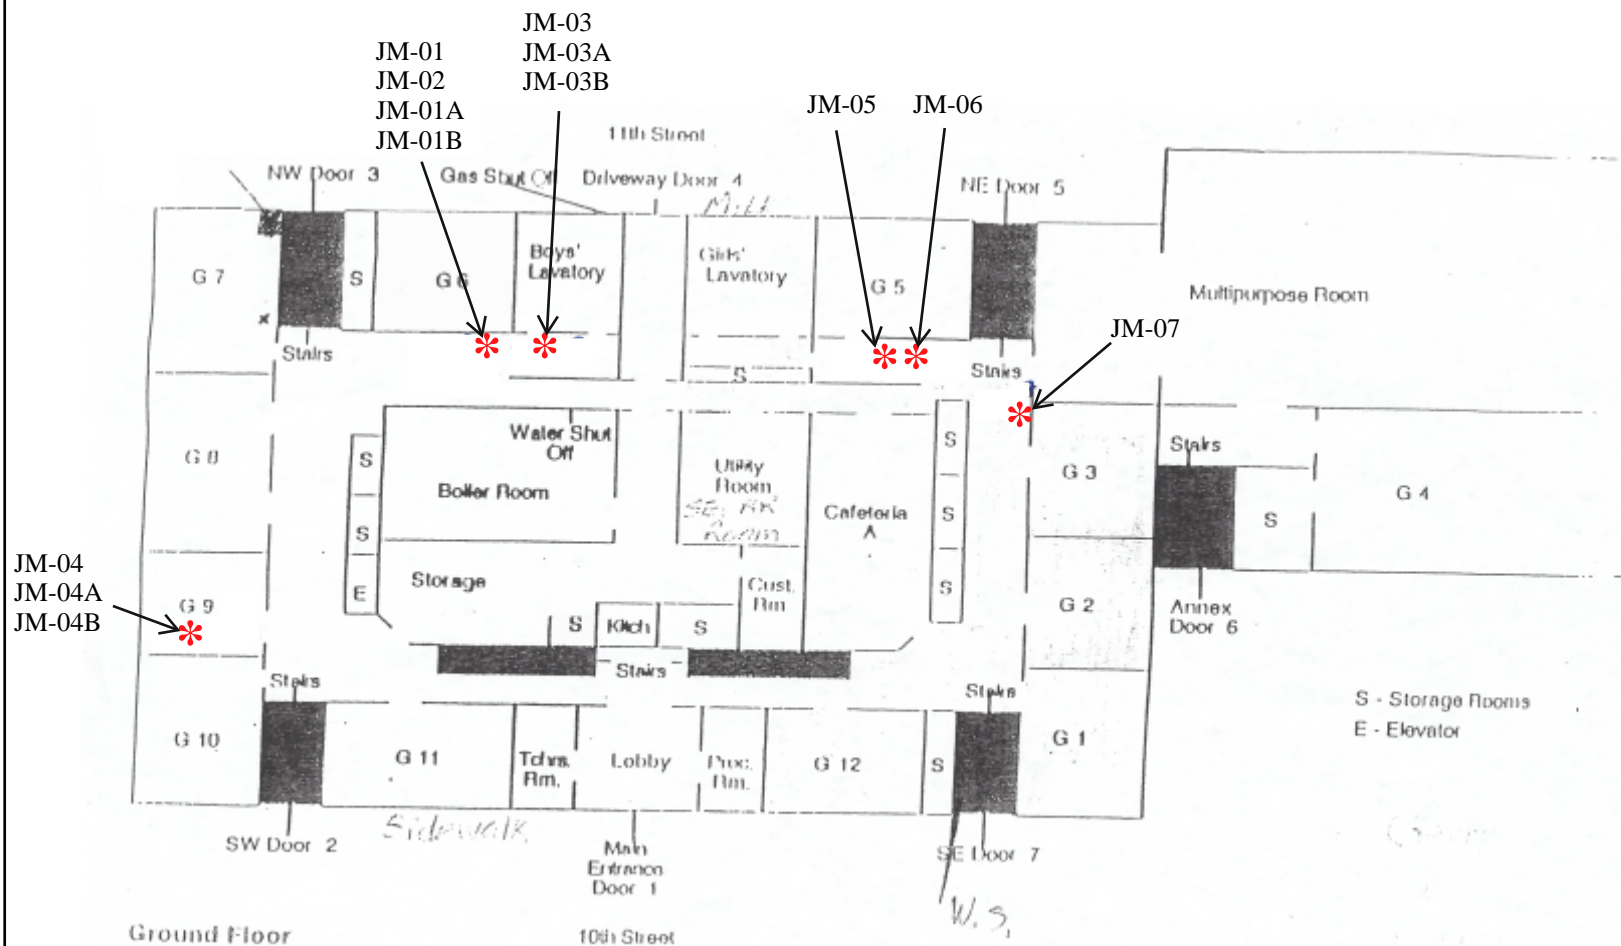 JM-03
JM-01
JM-03A
JM-02
JM-03B
JM-01A
JM-05
JM-06
JM-01B
11th Street
NW Door 3
Gas Shut Off
Driveway Door 4
NE Door 5
G 7
S
G 6
Boys'
Lavatory
Girls'
Lavatory
G 5
Multipurpose Room
JM-07
Stairs
S
Stairs
Water Shut
Off
G 8
S
Boiler Room
Utility
Room
Cafeteria
A
S
G 3
Stairs
G 4
S
S
S
JM-04
JM-04A
JM-04B
G 9
E
Storage
Cust.
Rm
S
G 2
Annex
Door 6
S
Kitch
S
Stairs
Stairs
Stairs
S - Storage Rooms
E - Elevator
G 10
G 11
Tchrs.
Rm.
Lobby
Proc.
Rm.
G 12
S
G 1
Sidewalk
SW Door 2
Main
Entrance
Door 1
SE Door 7
W.S.
Ground Floor
10th Street